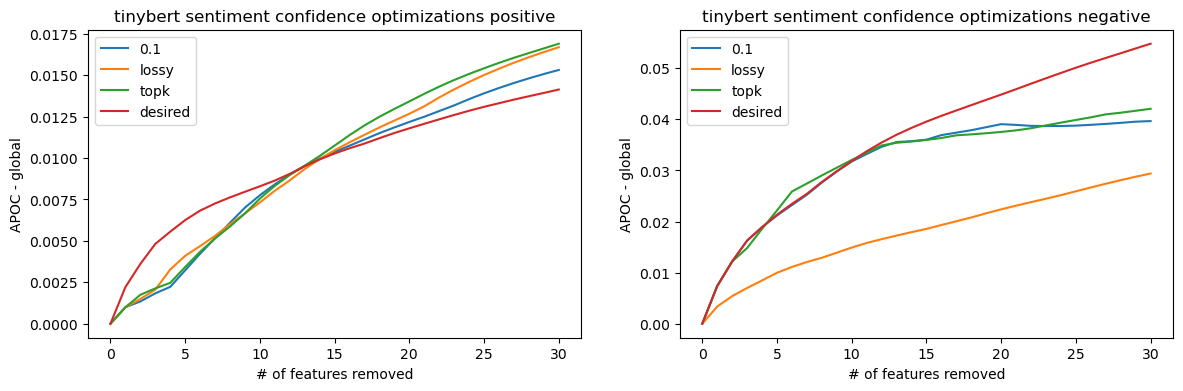 tinybert sentiment confidence optimizations positive
APOC - global
0.0175
0.0150
0.0125
0.0100
0.0075
0.0050
0.0025
0.0000
0.1
lossy
topk
desired
0 5 10 15 20 25 30
# of features removed
tinybert sentiment confidence optimizations negative
APOC - global
0.05
0.04
0.03
0.02
0.01
0.00
0.1
lossy
topk
desired
0 5 10 15 20 25 30
# of features removed